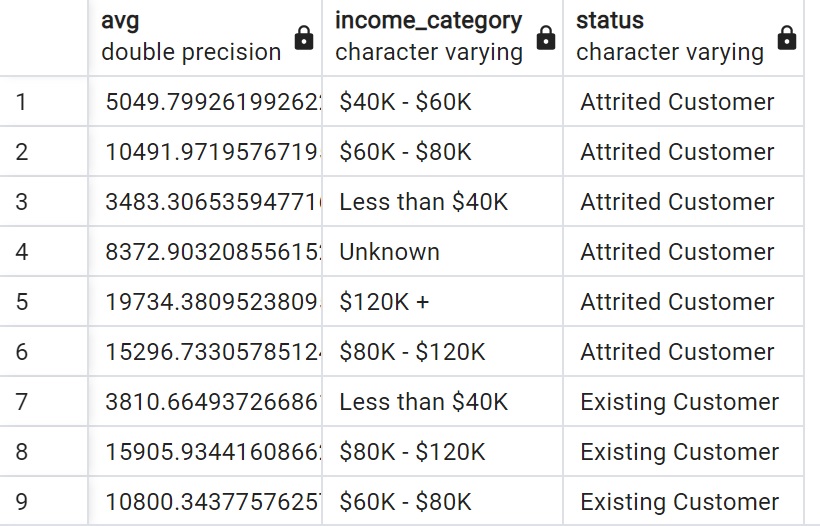 avg income_category status
double precision character varying character varying
1 5049.79926199262 $40K - $60K Attrited Customer
2 10491.9719576719 $60K - $80K Attrited Customer
3 3483.30653594771 Less than $40K Attrited Customer
4 8372.90320855615 Unknown Attrited Customer
5 19734.3809523809 $120K + Attrited Customer
6 15296.7330578512 $80K - $120K Attrited Customer
7 3810.66493726686 Less than $40K Existing Customer
8 15905.9344160866 $80K - $120K Existing Customer
9 10800.3437757625 $60K - $80K Existing Customer